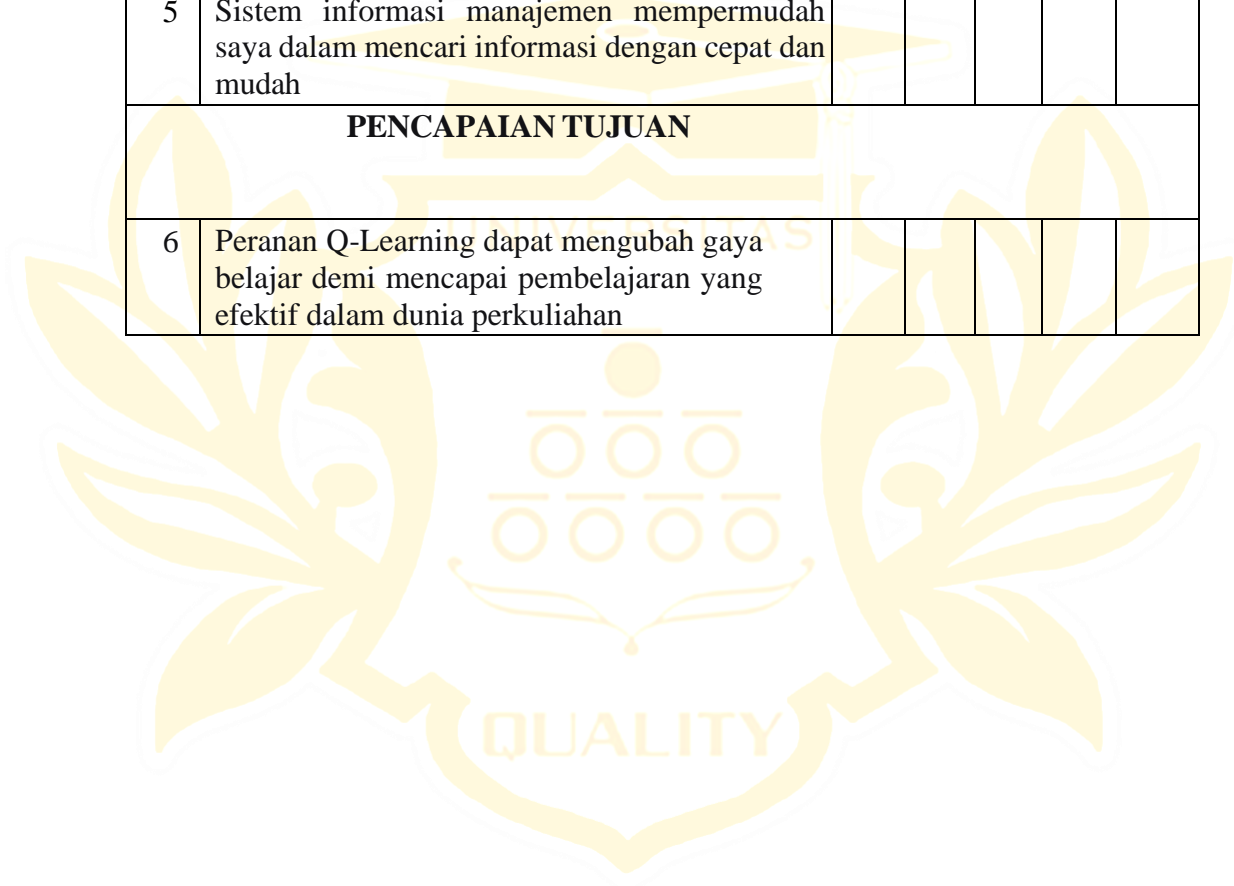 5 Sistem informasi manajemen mempermudah
saya dalam mencari informasi dengan cepat dan
mudah
PENCAPAIAN TUJUAN
UNIVERSITAS
6 Peranan Q-Learning dapat mengubah gaya
belajar demi mencapai pembelajaran yang
efektif dalam dunia perkuliahan
QUALITY